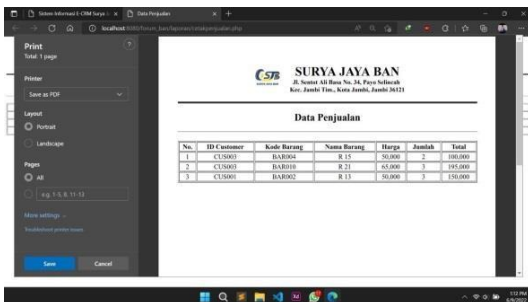 Sistem Informasi E-CRM Surya
Data Penjualan
localhost
Print
Total: 1 page
?
Printer
Save as PDF
Layout
Portrait
Landscape
Pages
All
e.g. 1-5, 8, 11-13
More settings
Troubleshoot printer issues
Save
Cancel
STB
SURYA JAYA BAN
Jl. Sentot Ali Basa No. 34, Payo Selincah
Kec. Jambi Tim., Kota Jambi, Jambi 36121
Data Penjualan
No. ID Customer Kode Barang Nama Barang Harga Jumlah Total
1 CUS003 BAR004 R 15 50,000 2 100,000
2 CUS003 BAR010 R 21 65,000 3 195,000
3 CUS001 BAR002 R 13 50,000 3 150,000